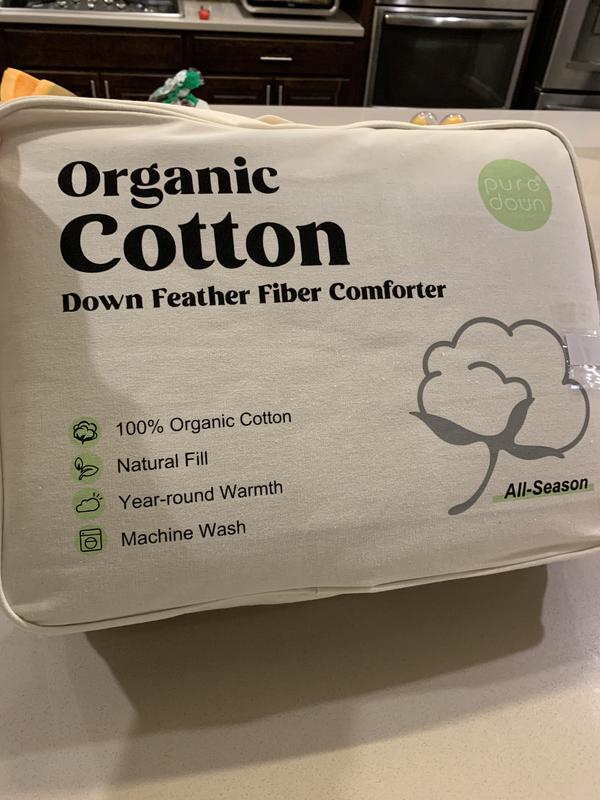 Organic
Cotton
Down Feather Fiber Comforter
puro
down
100% Organic Cotton
Natural Fill
Year-round Warmth
Machine Wash
All-Season